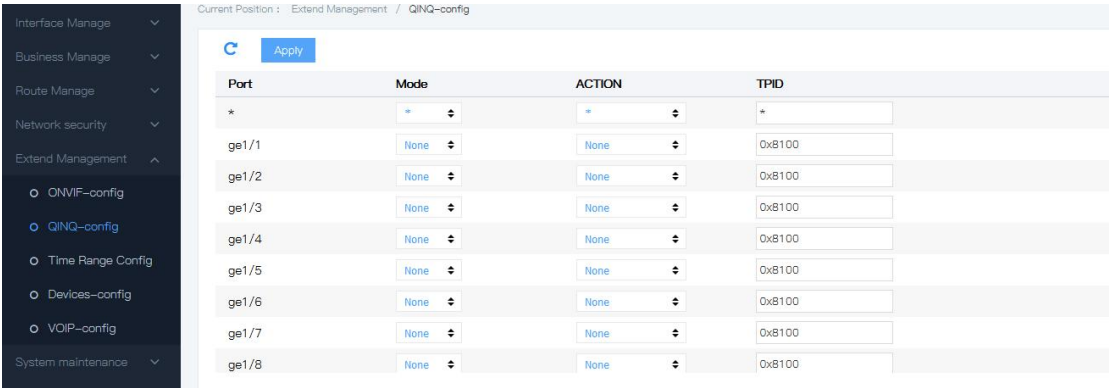 Current Position : Extend Management / QINQ-config
Interface Manage
Business Manage
Route Manage
Network security
Extend Management
ONVIF-config
QINQ-config
Time Range Config
Devices-config
VOIP-config
System maintenance
Apply
Port Mode ACTION TPID
* * * *
ge1/1 None None 0x8100
ge1/2 None None 0x8100
ge1/3 None None 0x8100
ge1/4 None None 0x8100
ge1/5 None None 0x8100
ge1/6 None None 0x8100
ge1/7 None None 0x8100
ge1/8 None None 0x8100